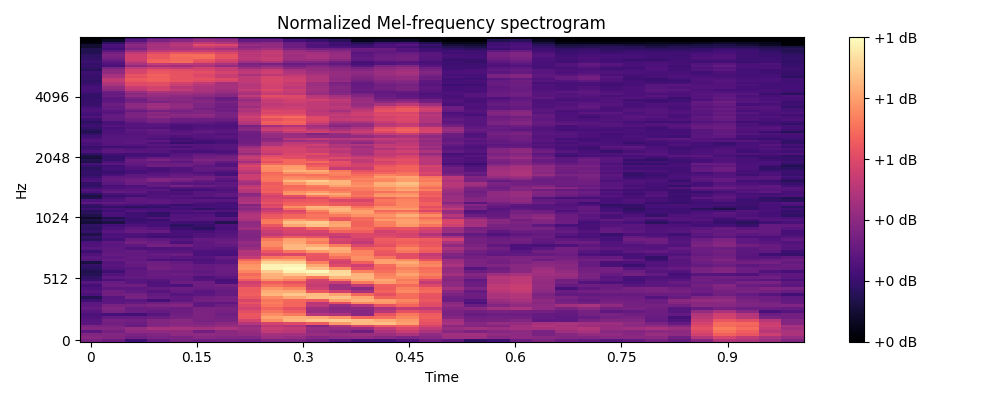 Normalized Mel-frequency spectrogram
Hz
4096
2048
1024
512
0
0 0.15 0.3 0.45 0.6 0.75 0.9
Time
+1 dB
+1 dB
+1 dB
+0 dB
+0 dB
+0 dB